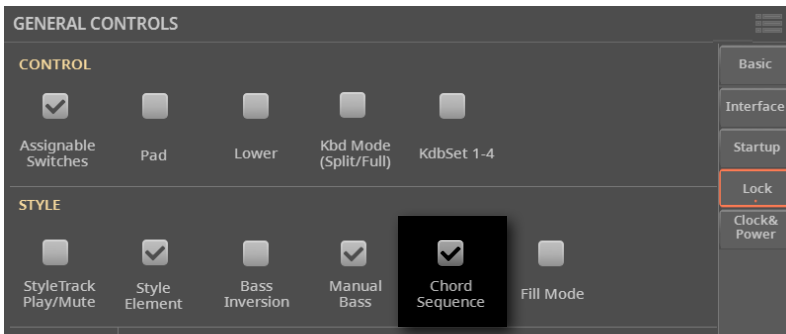 GENERAL CONTROLS
CONTROL
Basic
Interface
Assignable
Switches
Pad
Lower
Kbd Mode
(Split/Full)
KdbSet 1-4
Startup
Lock
STYLE
Clock&
Power
StyleTrack
Play/Mute
Style
Element
Bass
Inversion
Manual
Bass
Chord
Sequence
Fill Mode